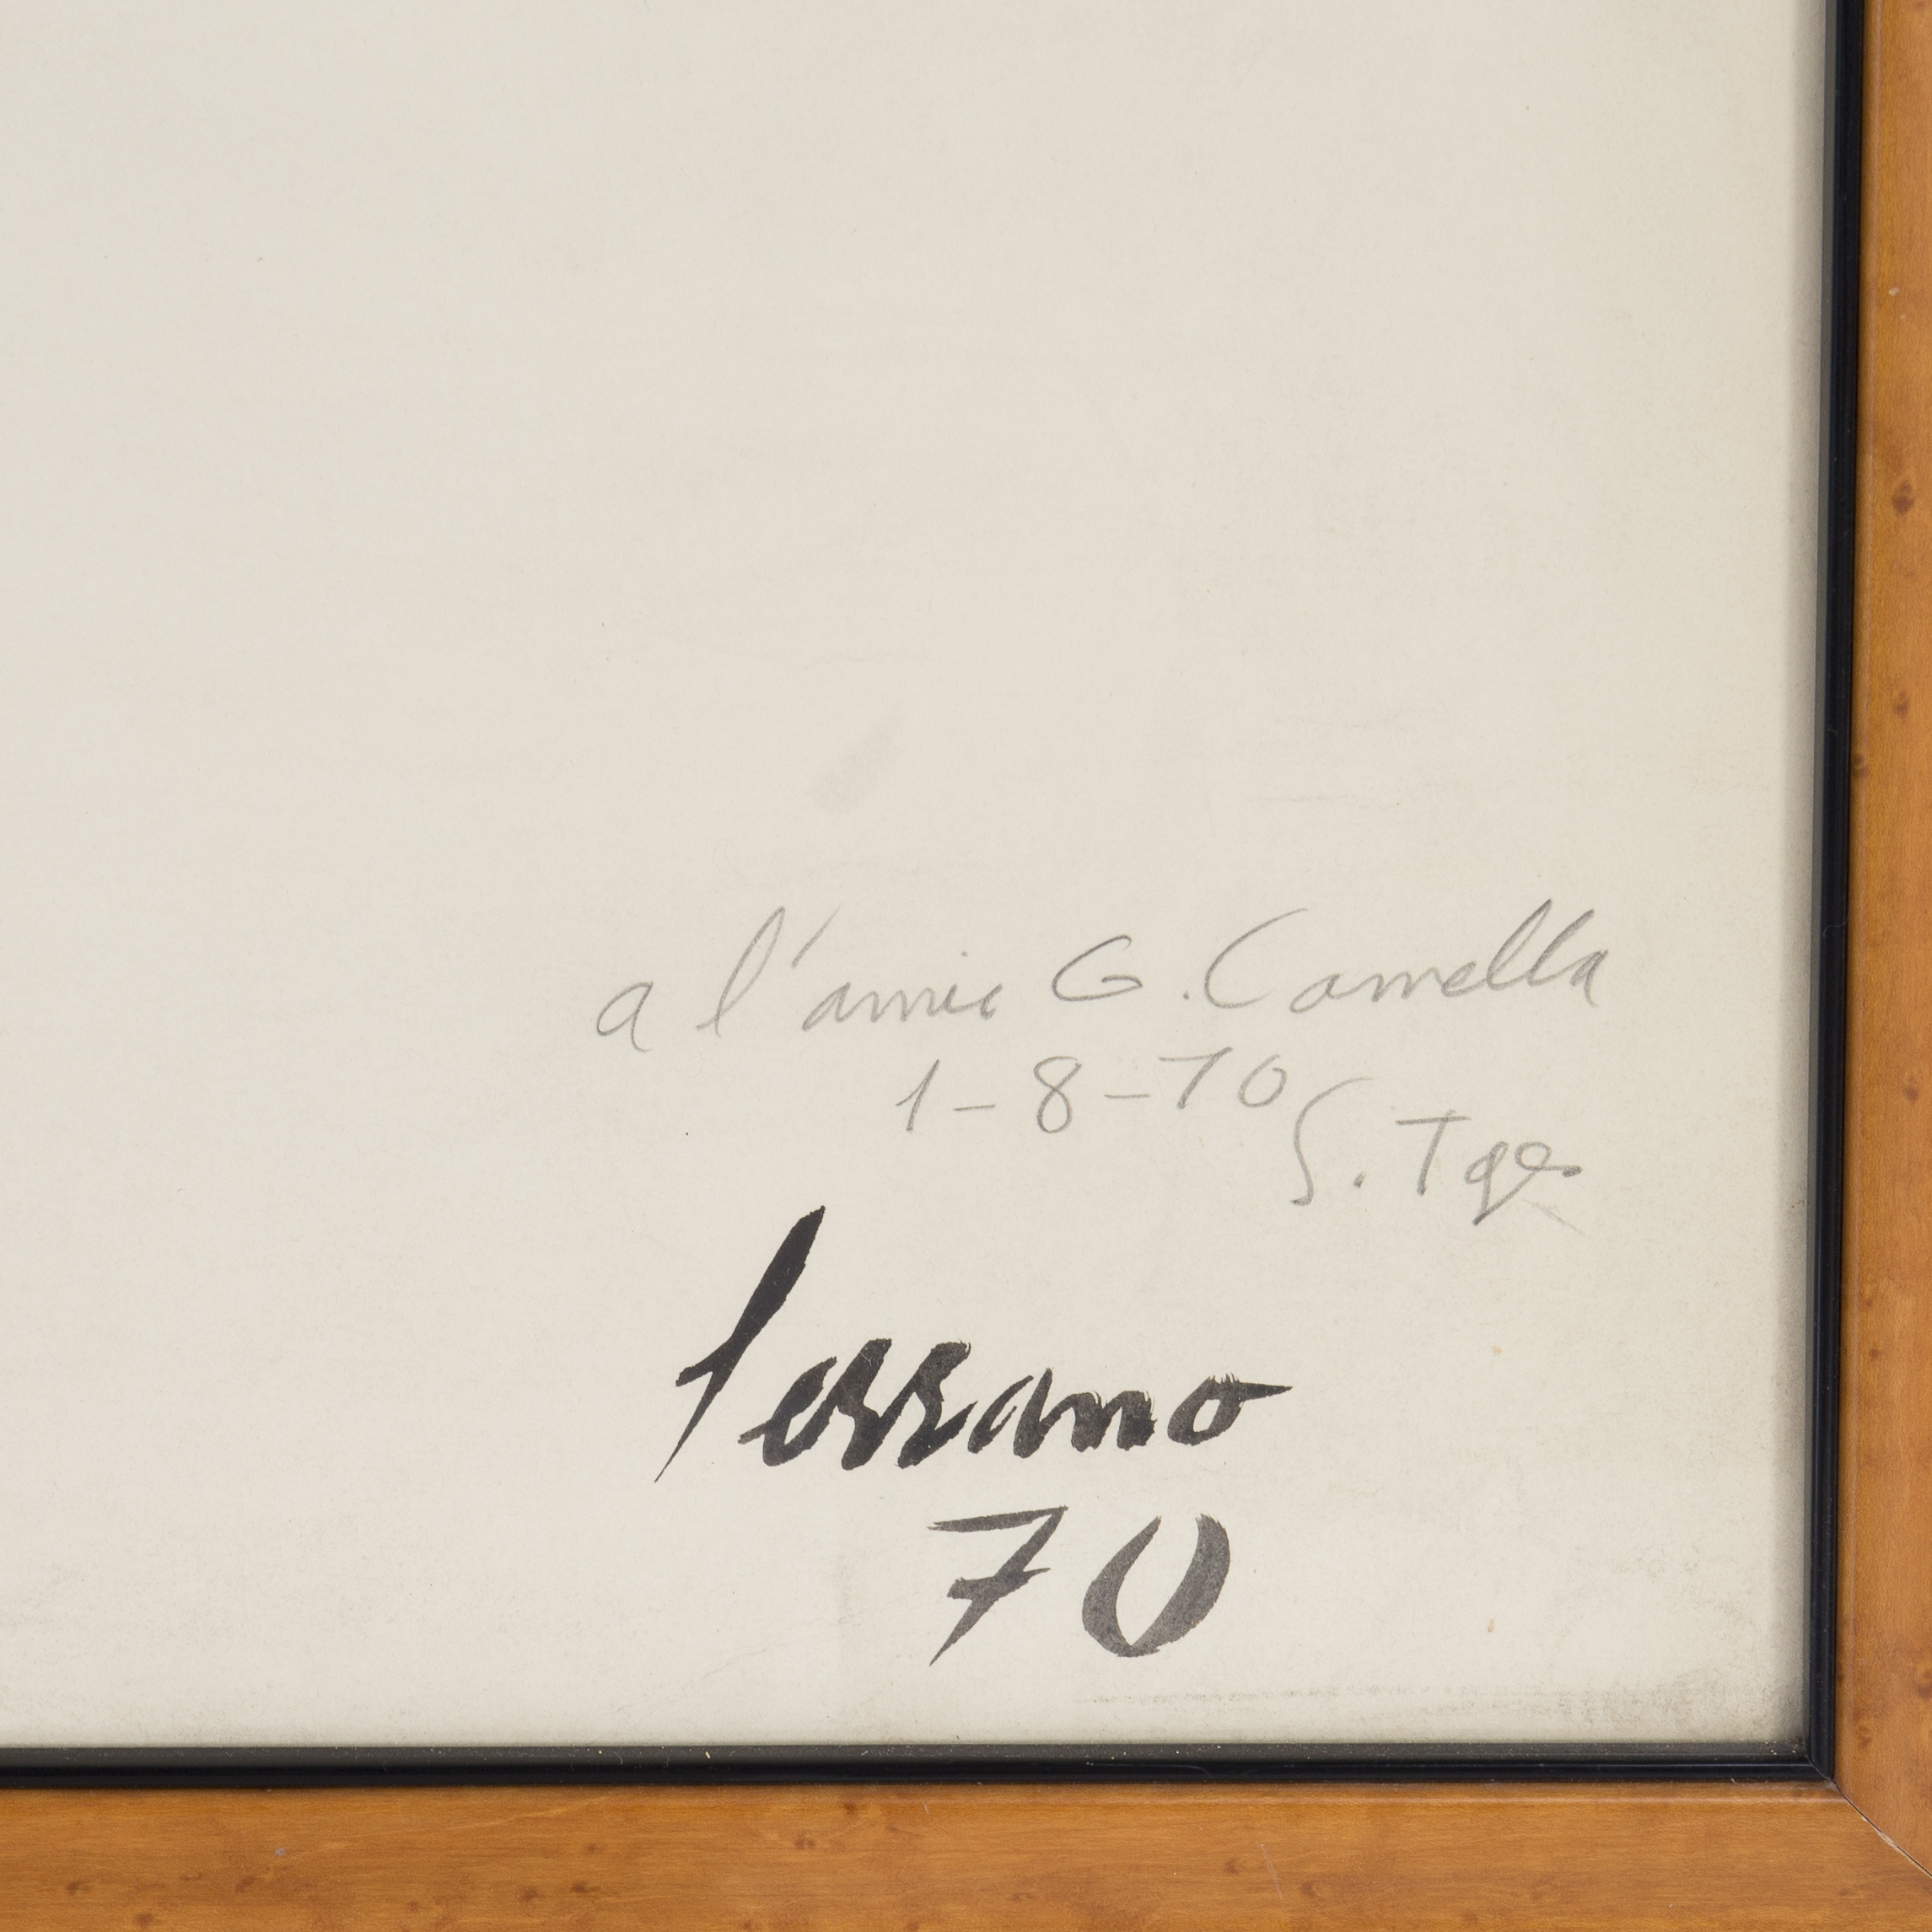 a l'amic G. Camella
1-8-70
S. Tge
Serrano
70